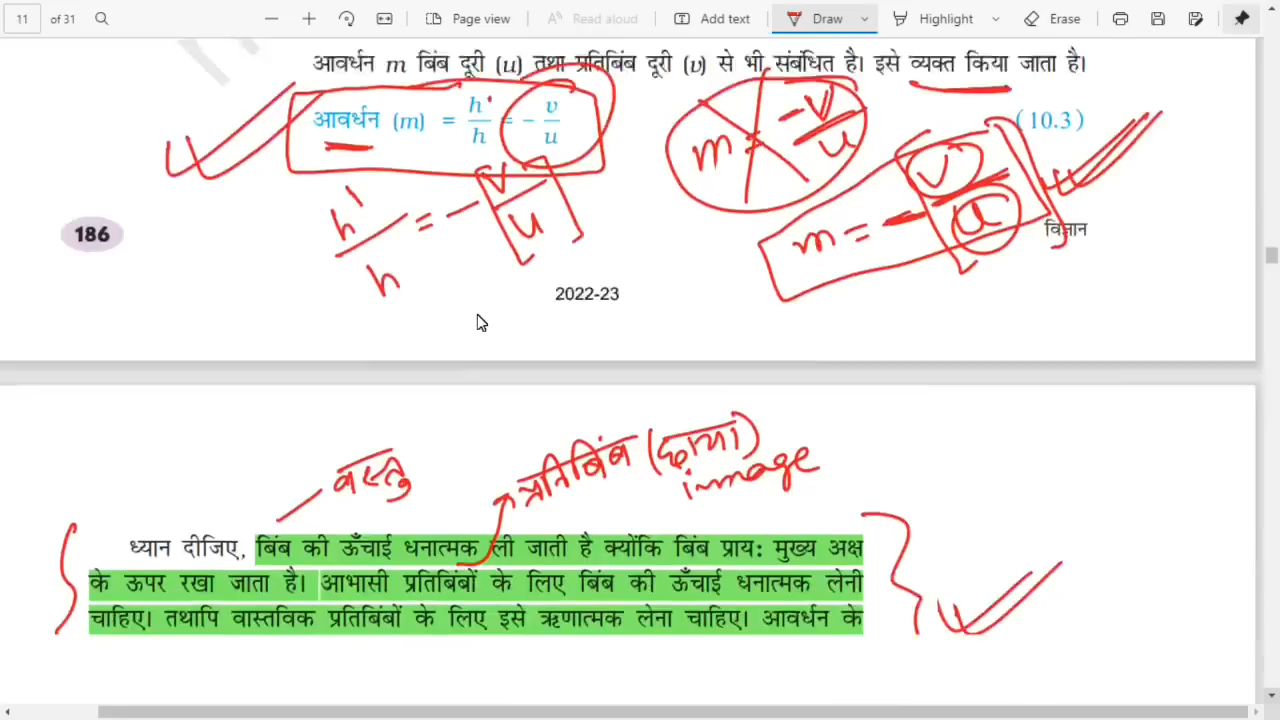 11 of 31 Page view Read aloud Add text Draw Highlight Erase
आवर्धन m बिंब दूरी (u) तथा प्रतिबिंब दूरी (v) से भी संबंधित है। इसे व्यक्त किया जाता है।
आवर्धन (m) = h'/h = - v/u (10.3)
m = -v/u
h'/h = - v/u
m = - v/u
186 विज्ञान
2022-23
वस्तु प्रतिबिंब (छाया)
image
ध्यान दीजिए, बिंब की ऊँचाई धनात्मक ली जाती है क्योंकि बिंब प्राय: मुख्य अक्ष
के ऊपर रखा जाता है। आभासी प्रतिबिंबों के लिए बिंब की ऊँचाई धनात्मक लेनी
चाहिए। तथापि वास्तविक प्रतिबिंबों के लिए इसे ऋणात्मक लेना चाहिए। आवर्धन के